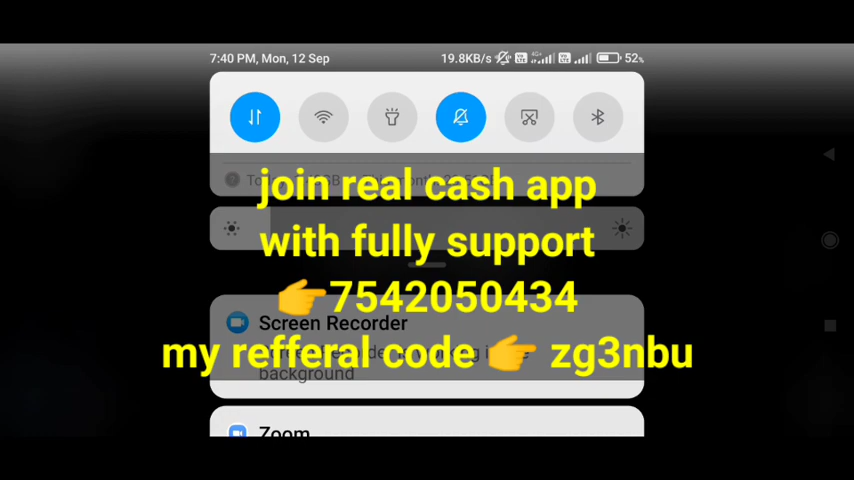 7:40 PM, Mon, 12 Sep 19.8KB/s 4G+ 52%
join real cash app
with fully support
👉7542050434
Screen Recorder
my refferal code 👉 zg3nbu
background
Zoom